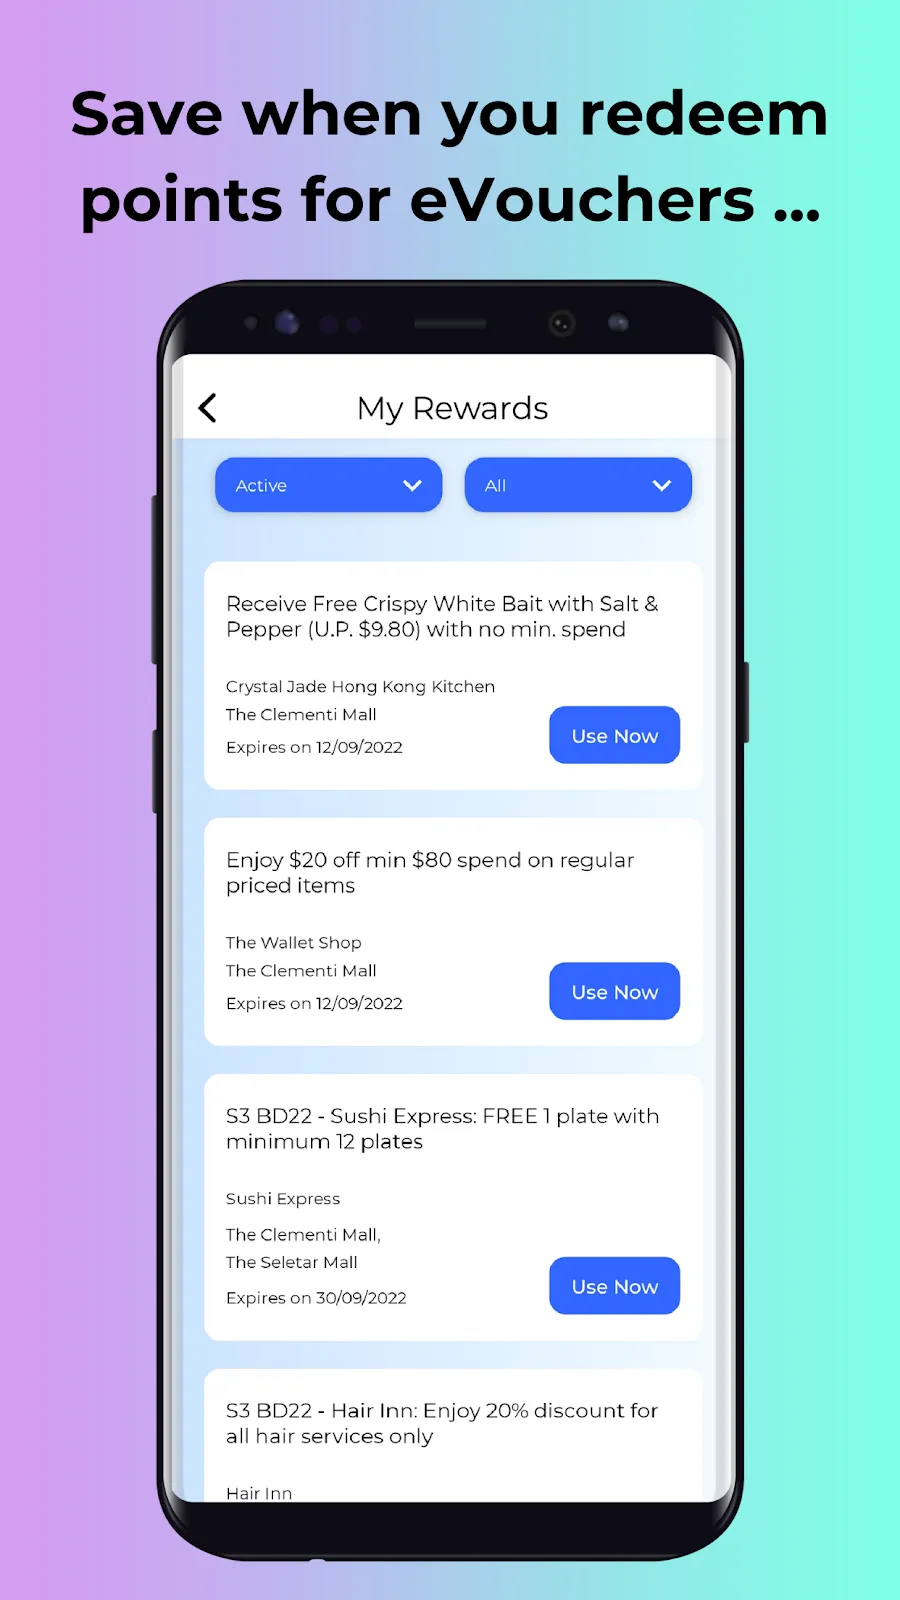 Save when you redeem
points for eVouchers ...
My Rewards
Active
All
Receive Free Crispy White Bait with Salt &
Pepper (U.P. $9.80) with no min. spend
Crystal Jade Hong Kong Kitchen
The Clementi Mall
Expires on 12/09/2022
Use Now
Enjoy $20 off min $80 spend on regular
priced items
The Wallet Shop
The Clementi Mall
Expires on 12/09/2022
Use Now
S3 BD22 - Sushi Express: FREE 1 plate with
minimum 12 plates
Sushi Express
The Clementi Mall,
The Seletar Mall
Expires on 30/09/2022
Use Now
S3 BD22 - Hair Inn: Enjoy 20% discount for
all hair services only
Hair Inn